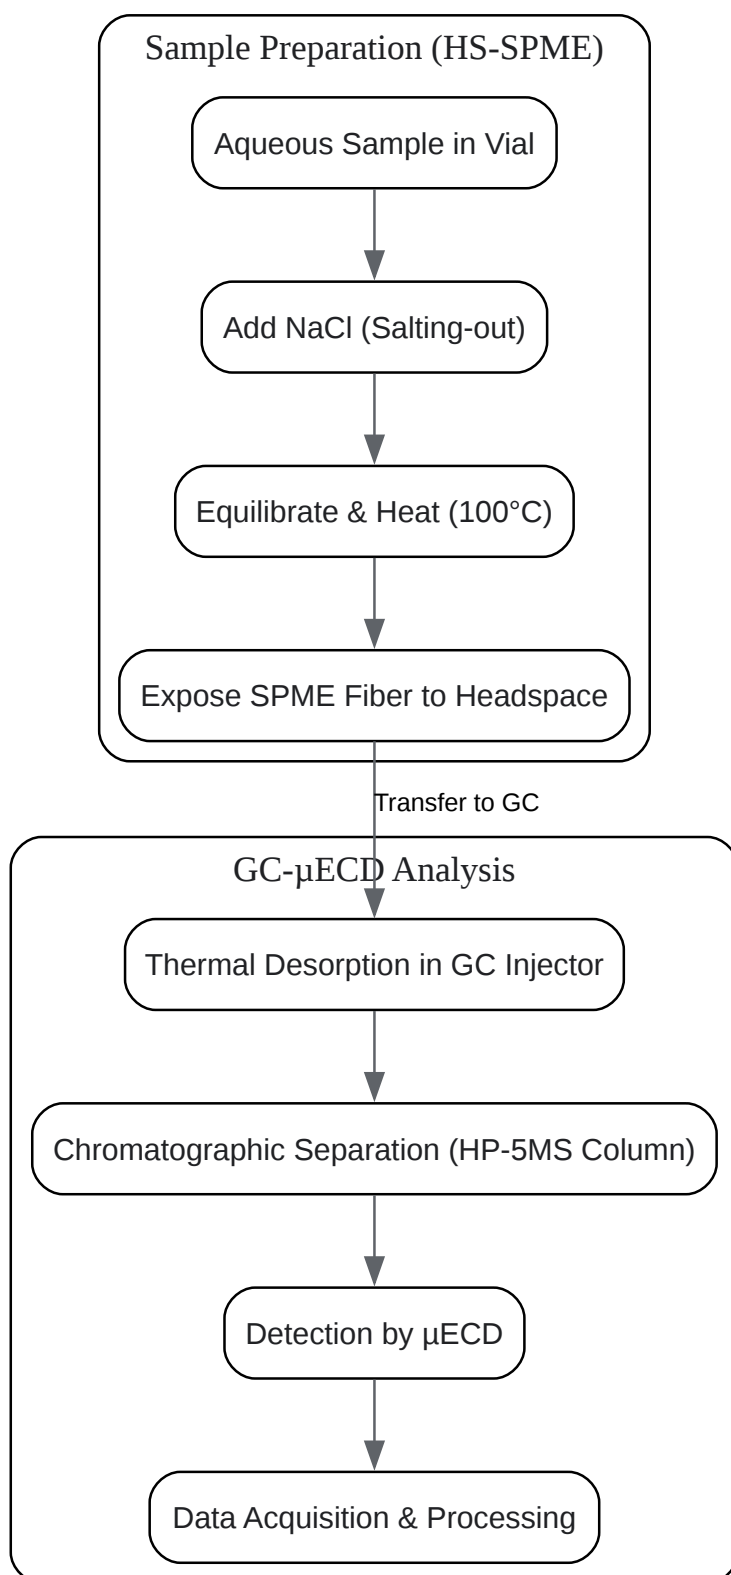 Sample Preparation (HS-SPME)
Aqueous Sample in Vial
Add NaCl (Salting-out)
Equilibrate & Heat (100°C)
Expose SPME Fiber to Headspace
Transfer to GC
GC-µECD Analysis
Thermal Desorption in GC Injector
Chromatographic Separation (HP-5MS Column)
Detection by µECD
Data Acquisition & Processing